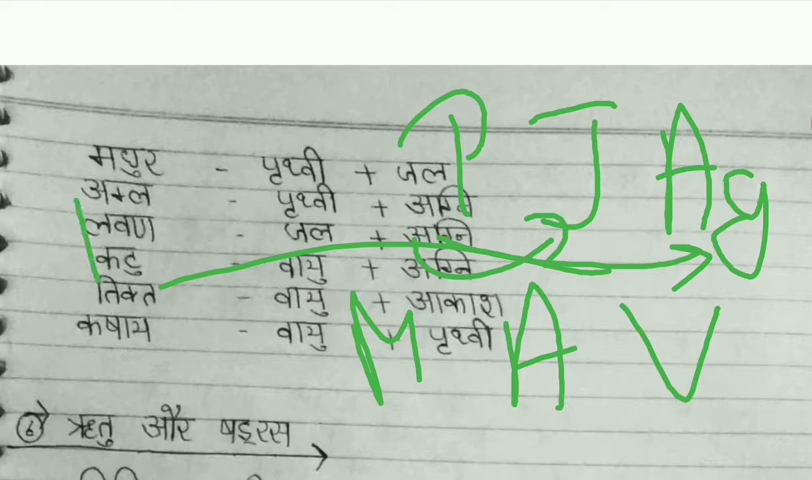 मधुर - पृथ्वी + जल
अम्ल - पृथ्वी + अग्नि
लवण - जल + अग्नि
कटु - वायु + अग्नि
तिक्त - वायु + आकाश
कषाय - वायु + पृथ्वी
P J Ag
M A V
⑥ ऋतु और षड्रस